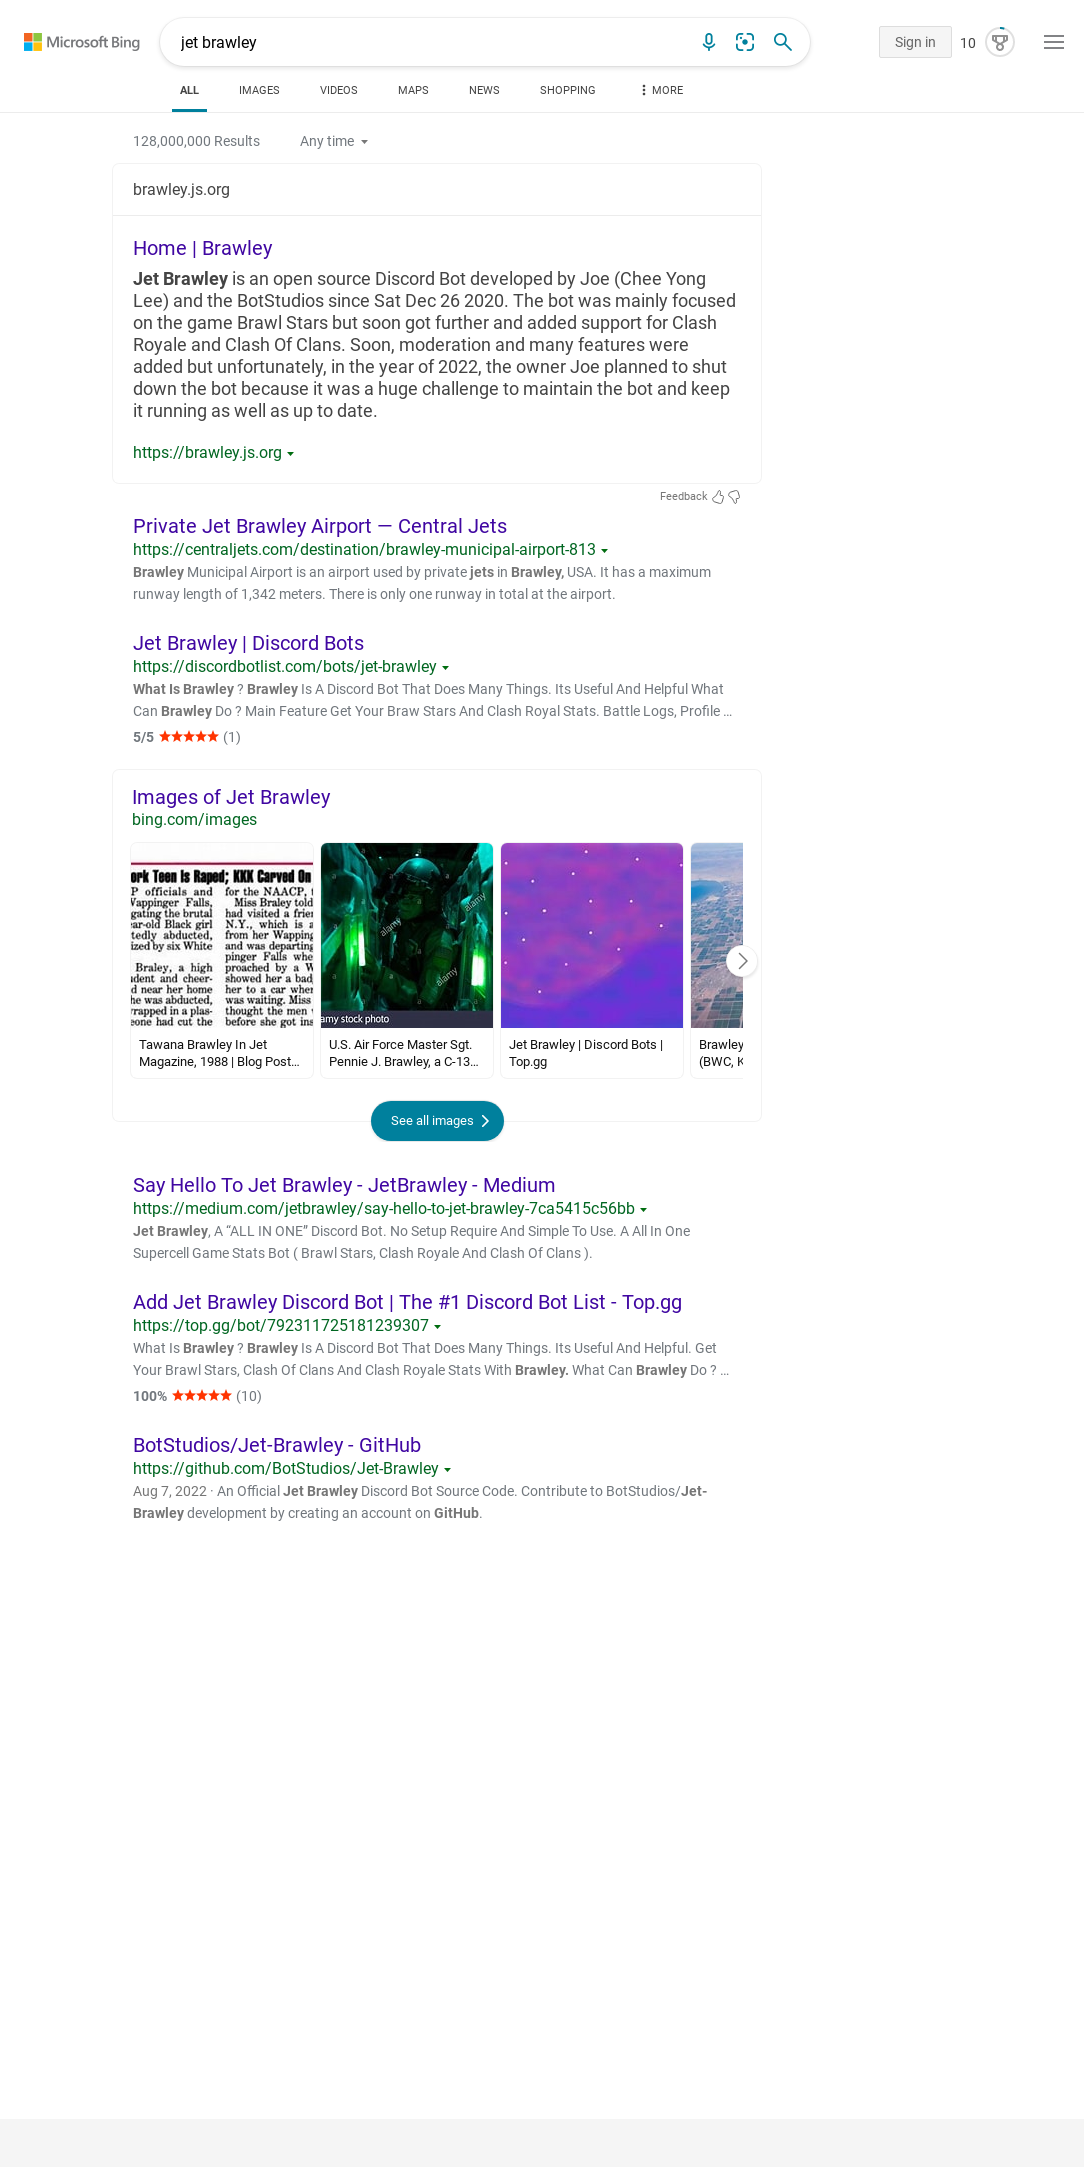 Microsoft Bing
jet brawley
Sign in
10
ALL
IMAGES
VIDEOS
MAPS
NEWS
SHOPPING
MORE
128,000,000 Results
Any time
brawley.js.org
Home | Brawley
Jet Brawley is an open source Discord Bot developed by Joe (Chee Yong
Lee) and the BotStudios since Sat Dec 26 2020. The bot was mainly focused
on the game Brawl Stars but soon got further and added support for Clash
Royale and Clash Of Clans. Soon, moderation and many features were
added but unfortunately, in the year of 2022, the owner Joe planned to shut
down the bot because it was a huge challenge to maintain the bot and keep
it running as well as up to date.
https://brawley.js.org
Feedback
Private Jet Brawley Airport — Central Jets
https://centraljets.com/destination/brawley-municipal-airport-813
Brawley Municipal Airport is an airport used by private jets in Brawley, USA. It has a maximum
runway length of 1,342 meters. There is only one runway in total at the airport.
Jet Brawley | Discord Bots
https://discordbotlist.com/bots/jet-brawley
What Is Brawley ? Brawley Is A Discord Bot That Does Many Things. Its Useful And Helpful What
Can Brawley Do ? Main Feature Get Your Braw Stars And Clash Royal Stats. Battle Logs, Profile ...
5/5 ★★★★★ (1)
Images of Jet Brawley
bing.com/images
ork Teen Is Raped; KKK Carved On
P officials and
Wappinger Falls,
gating the brutal
ear-old Black girl
tedly abducted,
ized by six White
Braley, a high
dent and cheer-
d near her home
he was abducted,
wrapped in a plas-
eone had cut the
for the NAACP, t
Miss Braley told
had visited a frie
N.Y., which is a
from her Wapping
and was departin
pinger Falls whe
proached by a W
showed her a bad
her to a car wher
was waiting. Miss
thought the men
before she got ins
Tawana Brawley In Jet
Magazine, 1988 | Blog Post...
a
alamy
alamy
alamy
amy stock photo
U.S. Air Force Master Sgt.
Pennie J. Brawley, a C-13...
Jet Brawley | Discord Bots |
Top.gg
Brawley
(BWC, K
See all images
Say Hello To Jet Brawley - JetBrawley - Medium
https://medium.com/jetbrawley/say-hello-to-jet-brawley-7ca5415c56bb
Jet Brawley, A “ALL IN ONE” Discord Bot. No Setup Require And Simple To Use. A All In One
Supercell Game Stats Bot ( Brawl Stars, Clash Royale And Clash Of Clans ).
Add Jet Brawley Discord Bot | The #1 Discord Bot List - Top.gg
https://top.gg/bot/792311725181239307
What Is Brawley ? Brawley Is A Discord Bot That Does Many Things. Its Useful And Helpful. Get
Your Brawl Stars, Clash Of Clans And Clash Royale Stats With Brawley. What Can Brawley Do ? ...
100% ★★★★★ (10)
BotStudios/Jet-Brawley - GitHub
https://github.com/BotStudios/Jet-Brawley
Aug 7, 2022 · An Official Jet Brawley Discord Bot Source Code. Contribute to BotStudios/Jet-
Brawley development by creating an account on GitHub.